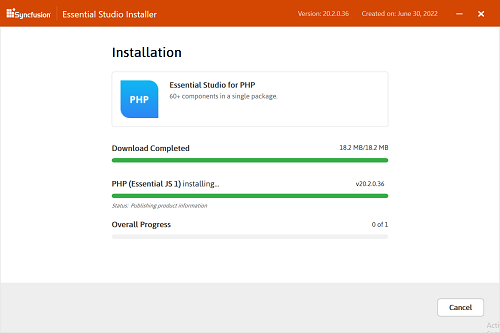 Syncfusion Essential Studio Installer Version: 20.2.0.36 Created on: June 30, 2022
Installation
PHP
Essential Studio for PHP
60+ components in a single package.
Download Completed 18.2 MB/18.2 MB
PHP (Essential JS 1) installing... v20.2.0.36
Status: Publishing product information
Overall Progress 0 of 1
Cancel
Acti